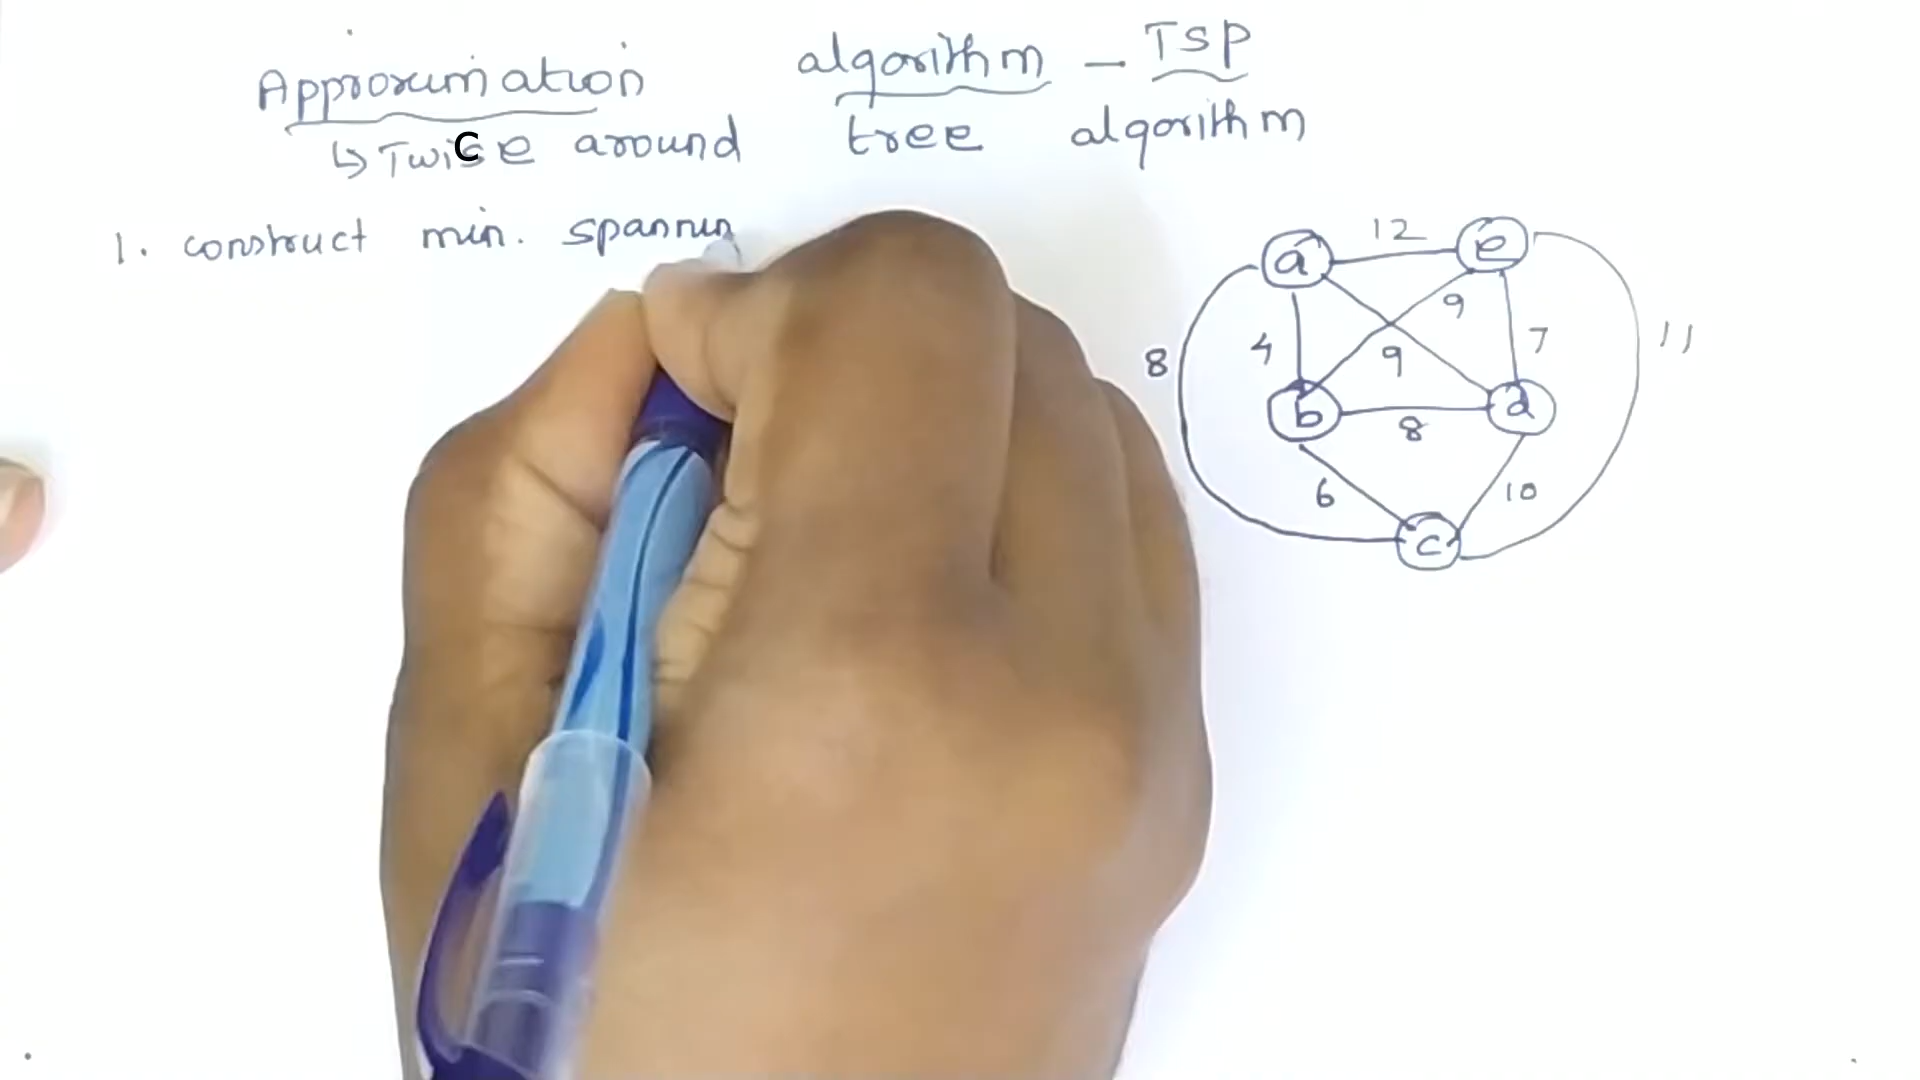 Approximation algorithm - TSP
↳ Twice around tree algorithm
1. construct min. spannin
a 12 e
9
8 4 9 7 11
b 8 d
6 10
c